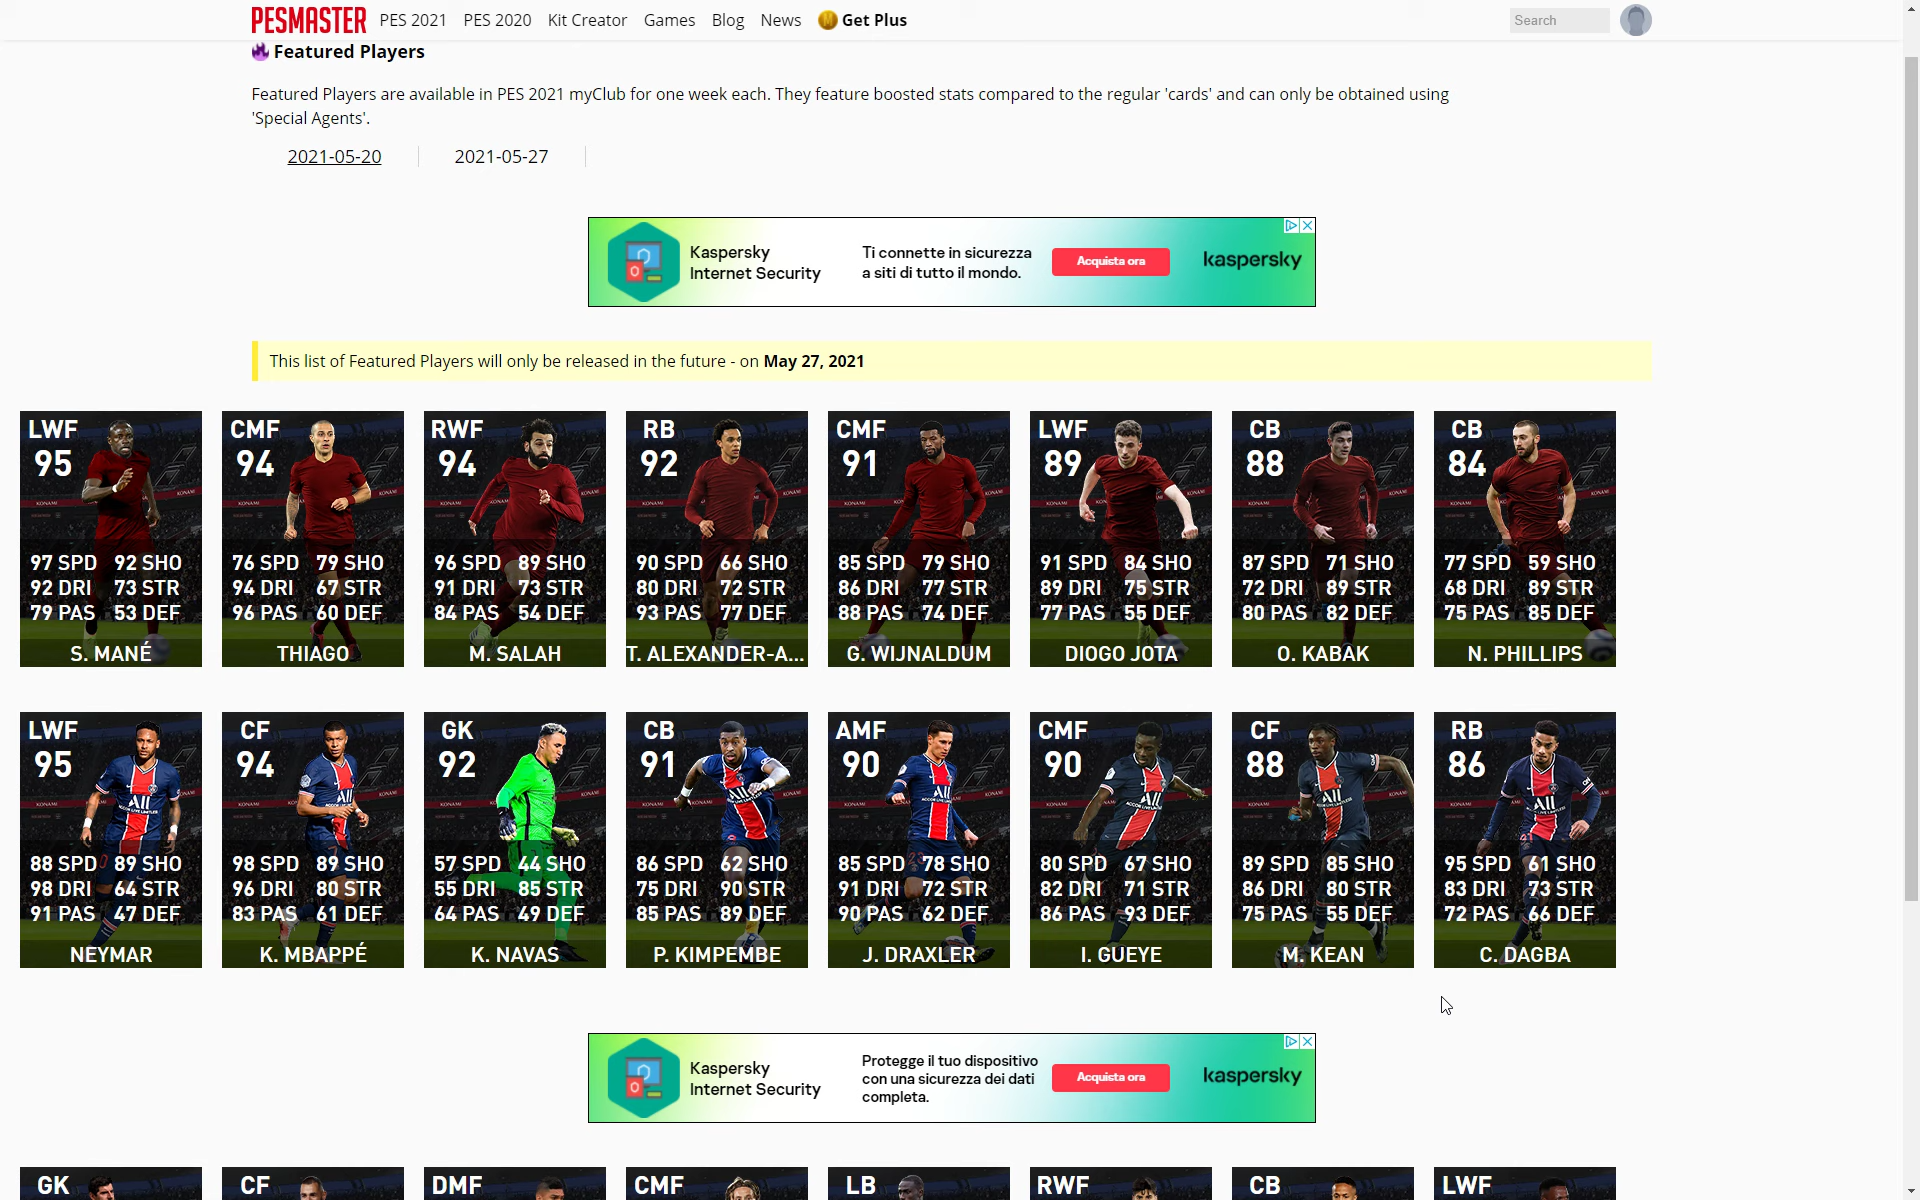 PESMASTER PES 2021 PES 2020 Kit Creator Games Blog News Get Plus Search
Featured Players
Featured Players are available in PES 2021 myClub for one week each. They feature boosted stats compared to the regular 'cards' and can only be obtained using
'Special Agents'.
2021-05-20 2021-05-27
Kaspersky
Internet Security
Ti connette in sicurezza
a siti di tutto il mondo.
Acquista ora
kaspersky
This list of Featured Players will only be released in the future - on May 27, 2021
LWF
95
97 SPD 92 SHO
92 DRI 73 STR
79 PAS 53 DEF
S. MANÉ
CMF
94
76 SPD 79 SHO
94 DRI 67 STR
96 PAS 60 DEF
THIAGO
RWF
94
96 SPD 89 SHO
91 DRI 73 STR
84 PAS 54 DEF
M. SALAH
RB
92
90 SPD 66 SHO
80 DRI 72 STR
93 PAS 77 DEF
T. ALEXANDER-A...
CMF
91
85 SPD 79 SHO
86 DRI 77 STR
88 PAS 74 DEF
G. WIJNALDUM
LWF
89
91 SPD 84 SHO
89 DRI 75 STR
77 PAS 55 DEF
DIOGO JOTA
CB
88
87 SPD 71 SHO
72 DRI 89 STR
80 PAS 82 DEF
O. KABAK
CB
84
77 SPD 59 SHO
68 DRI 89 STR
75 PAS 85 DEF
N. PHILLIPS
LWF
95
88 SPD 89 SHO
98 DRI 64 STR
91 PAS 47 DEF
NEYMAR
CF
94
98 SPD 89 SHO
96 DRI 80 STR
83 PAS 61 DEF
K. MBAPPÉ
GK
92
57 SPD 44 SHO
55 DRI 85 STR
64 PAS 49 DEF
K. NAVAS
CB
91
86 SPD 62 SHO
75 DRI 90 STR
85 PAS 89 DEF
P. KIMPEMBE
AMF
90
85 SPD 78 SHO
91 DRI 72 STR
90 PAS 62 DEF
J. DRAXLER
CMF
90
80 SPD 67 SHO
82 DRI 71 STR
86 PAS 93 DEF
I. GUEYE
CF
88
89 SPD 85 SHO
86 DRI 80 STR
75 PAS 55 DEF
M. KEAN
RB
86
95 SPD 61 SHO
83 DRI 73 STR
72 PAS 66 DEF
C. DAGBA
Kaspersky
Internet Security
Protegge il tuo dispositivo
con una sicurezza dei dati
completa.
Acquista ora
kaspersky
GK CF DMF CMF LB RWF CB LWF